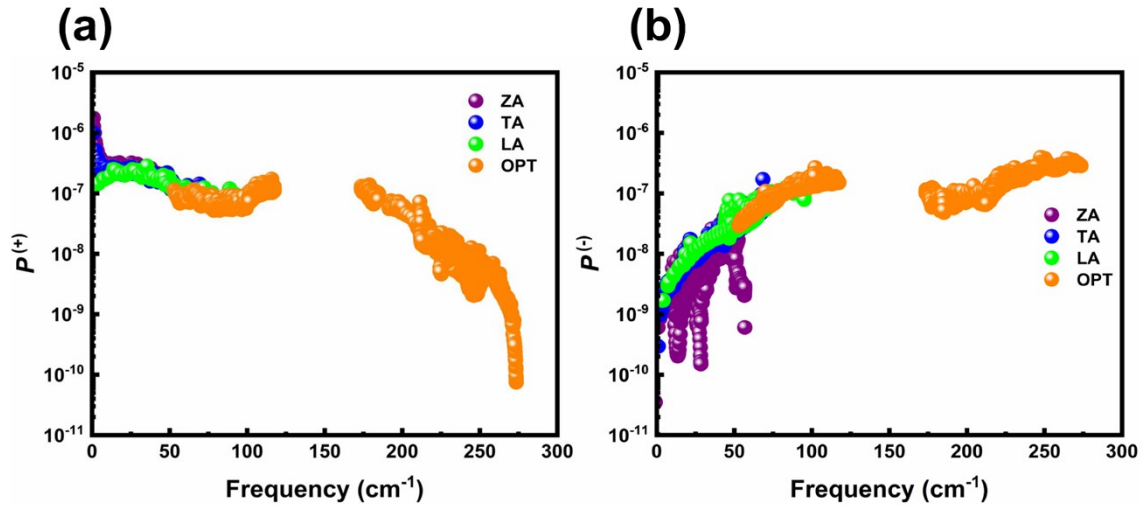 (a)
10⁻⁵
10⁻⁶
10⁻⁷
10⁻⁸
10⁻⁹
10⁻¹⁰
10⁻¹¹
P⁽⁺⁾
ZA
TA
LA
OPT
0 50 100 150 200 250 300
Frequency (cm⁻¹)
(b)
10⁻⁵
10⁻⁶
10⁻⁷
10⁻⁸
10⁻⁹
10⁻¹⁰
10⁻¹¹
P⁽⁻⁾
ZA
TA
LA
OPT
0 50 100 150 200 250 300
Frequency (cm⁻¹)